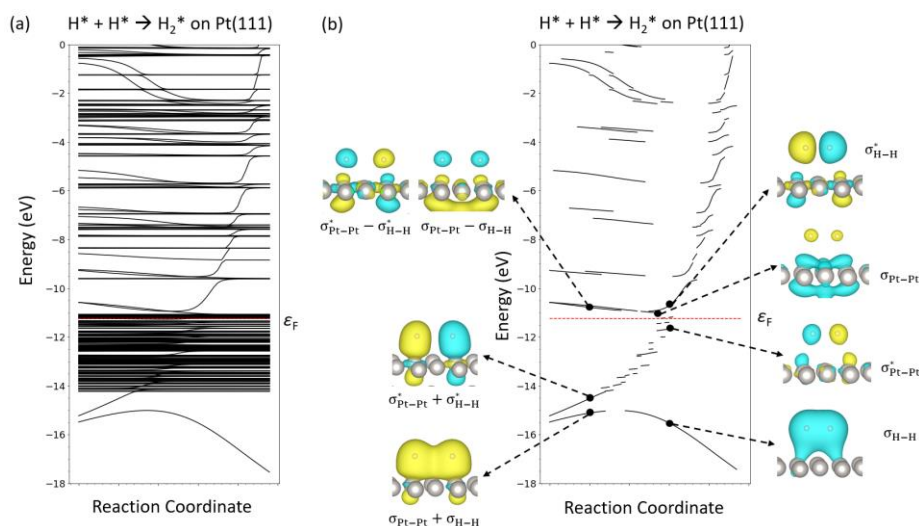 (a)
H* + H* → H₂* on Pt(111)
0
−2
−4
−6
−8
−10
−12
−14
−16
−18
Energy (eV)
Reaction Coordinate
εF
(b)
H* + H* → H₂* on Pt(111)
0
−2
−4
−6
−8
−10
−12
−14
−16
−18
Energy (eV)
Reaction Coordinate
εF
σ*Pt−Pt − σ*H−H
σPt−Pt − σH−H
σ*Pt−Pt + σ*H−H
σPt−Pt + σH−H
σ*H−H
σPt−Pt
σ*Pt−Pt
σH−H